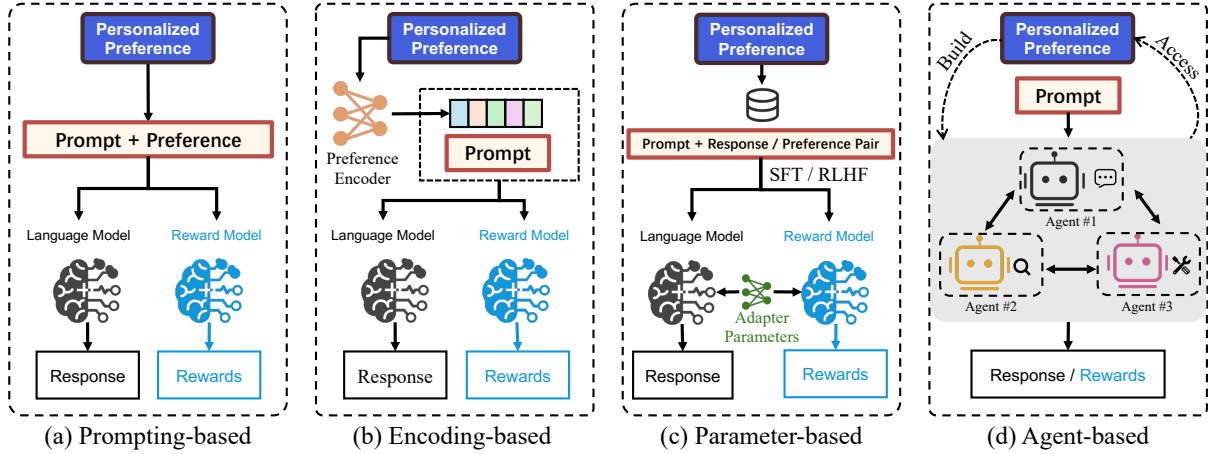 Personalized
Preference
Prompt + Preference
Language Model
Reward Model
Response
Rewards
(a) Prompting-based
Personalized
Preference
Preference
Encoder
Prompt
Language Model
Reward Model
Response
Rewards
(b) Encoding-based
Personalized
Preference
Prompt + Response / Preference Pair
SFT / RLHF
Language Model
Reward Model
Adapter
Parameters
Response
Rewards
(c) Parameter-based
Personalized
Preference
Build
Access
Prompt
Agent #1
Agent #2
Agent #3
Response / Rewards
(d) Agent-based